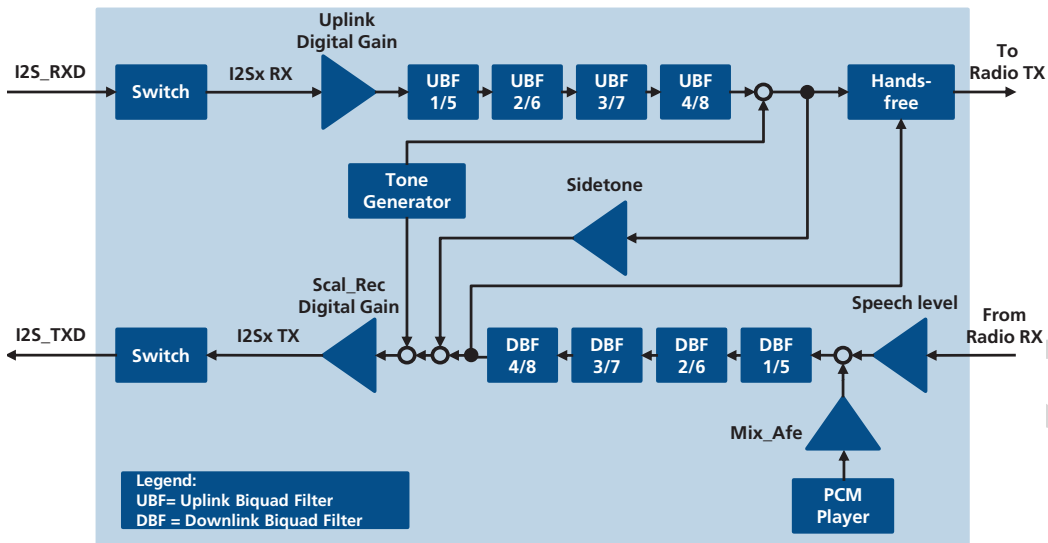 Uplink
Digital Gain
I2S_RXD
Switch
I2Sx RX
UBF
1/5
UBF
2/6
UBF
3/7
UBF
4/8
Hands-
free
To
Radio TX
Tone
Generator
Sidetone
Scal_Rec
Digital Gain
Speech level
I2S_TXD
Switch
I2Sx TX
DBF
4/8
DBF
3/7
DBF
2/6
DBF
1/5
From
Radio RX
Mix_Afe
PCM
Player
Legend:
UBF= Uplink Biquad Filter
DBF = Downlink Biquad Filter